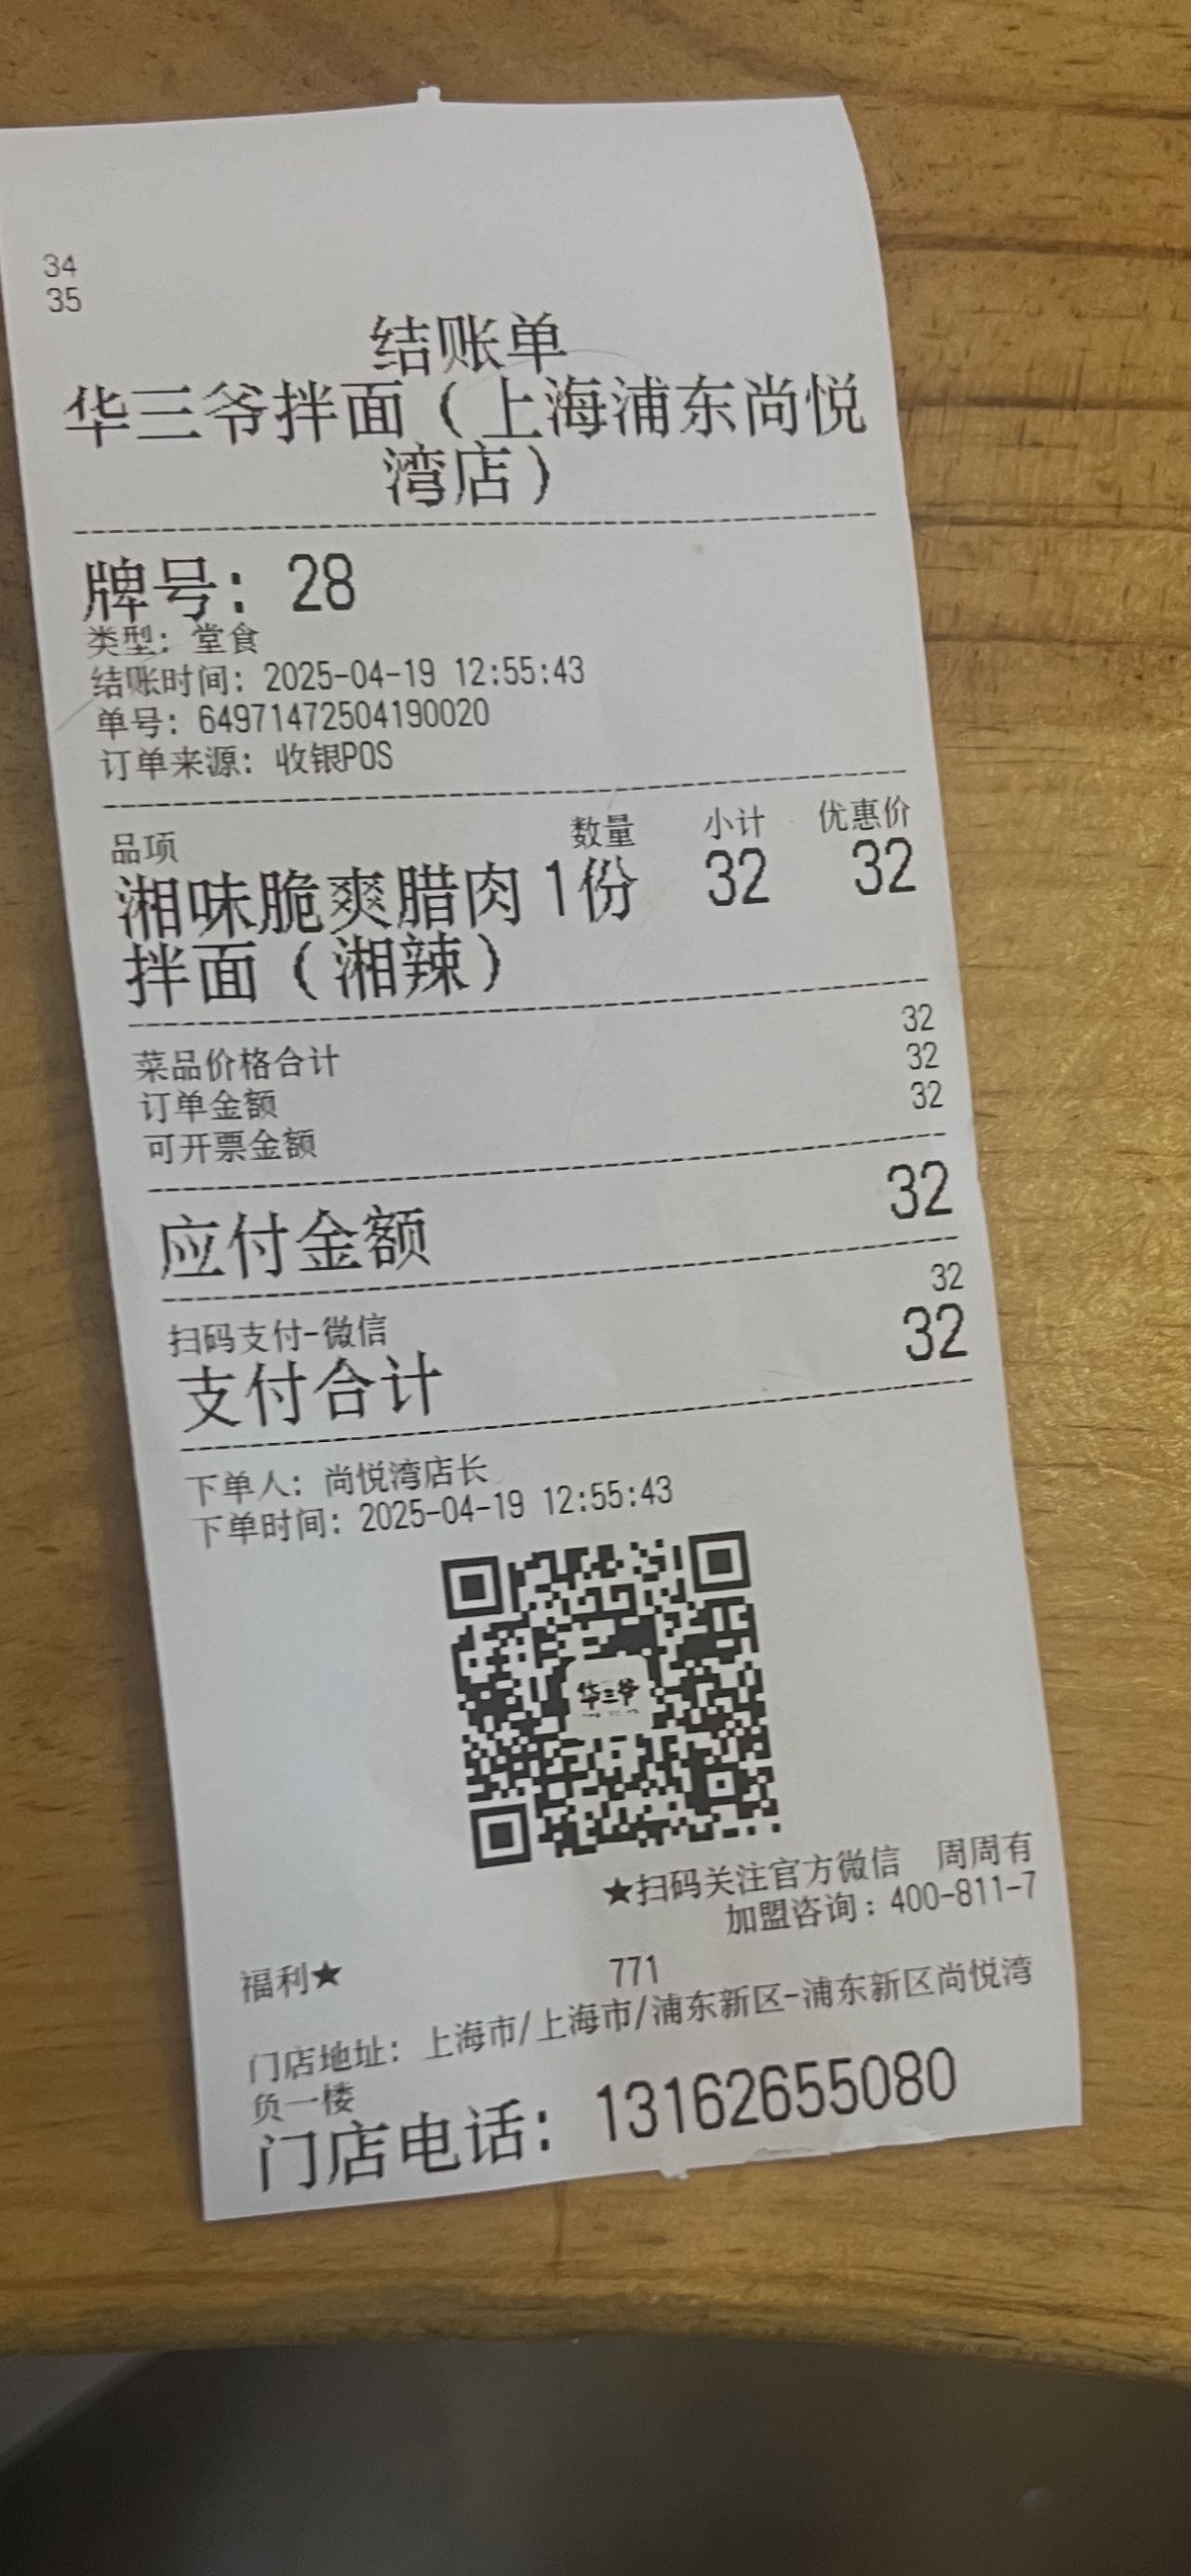 34
35
结账单
华三爷拌面（上海浦东尚悦
湾店）
牌号：28
类型：堂食
结账时间：2025-04-19 12:55:43
单号：64971472504190020
订单来源：收银POS
品项 数量 小计 优惠价
湘味脆爽腊肉 1份 32 32
拌面（湘辣）
菜品价格合计 32
订单金额 32
可开票金额 32
应付金额 32
扫码支付-微信 32
支付合计 32
下单人：尚悦湾店长
下单时间：2025-04-19 12:55:43
华三爷
★扫码关注官方微信 周周有
福利★ 加盟咨询：400-811-7
771
门店地址：上海市/上海市/浦东新区-浦东新区尚悦湾
负一楼
门店电话：13162655080